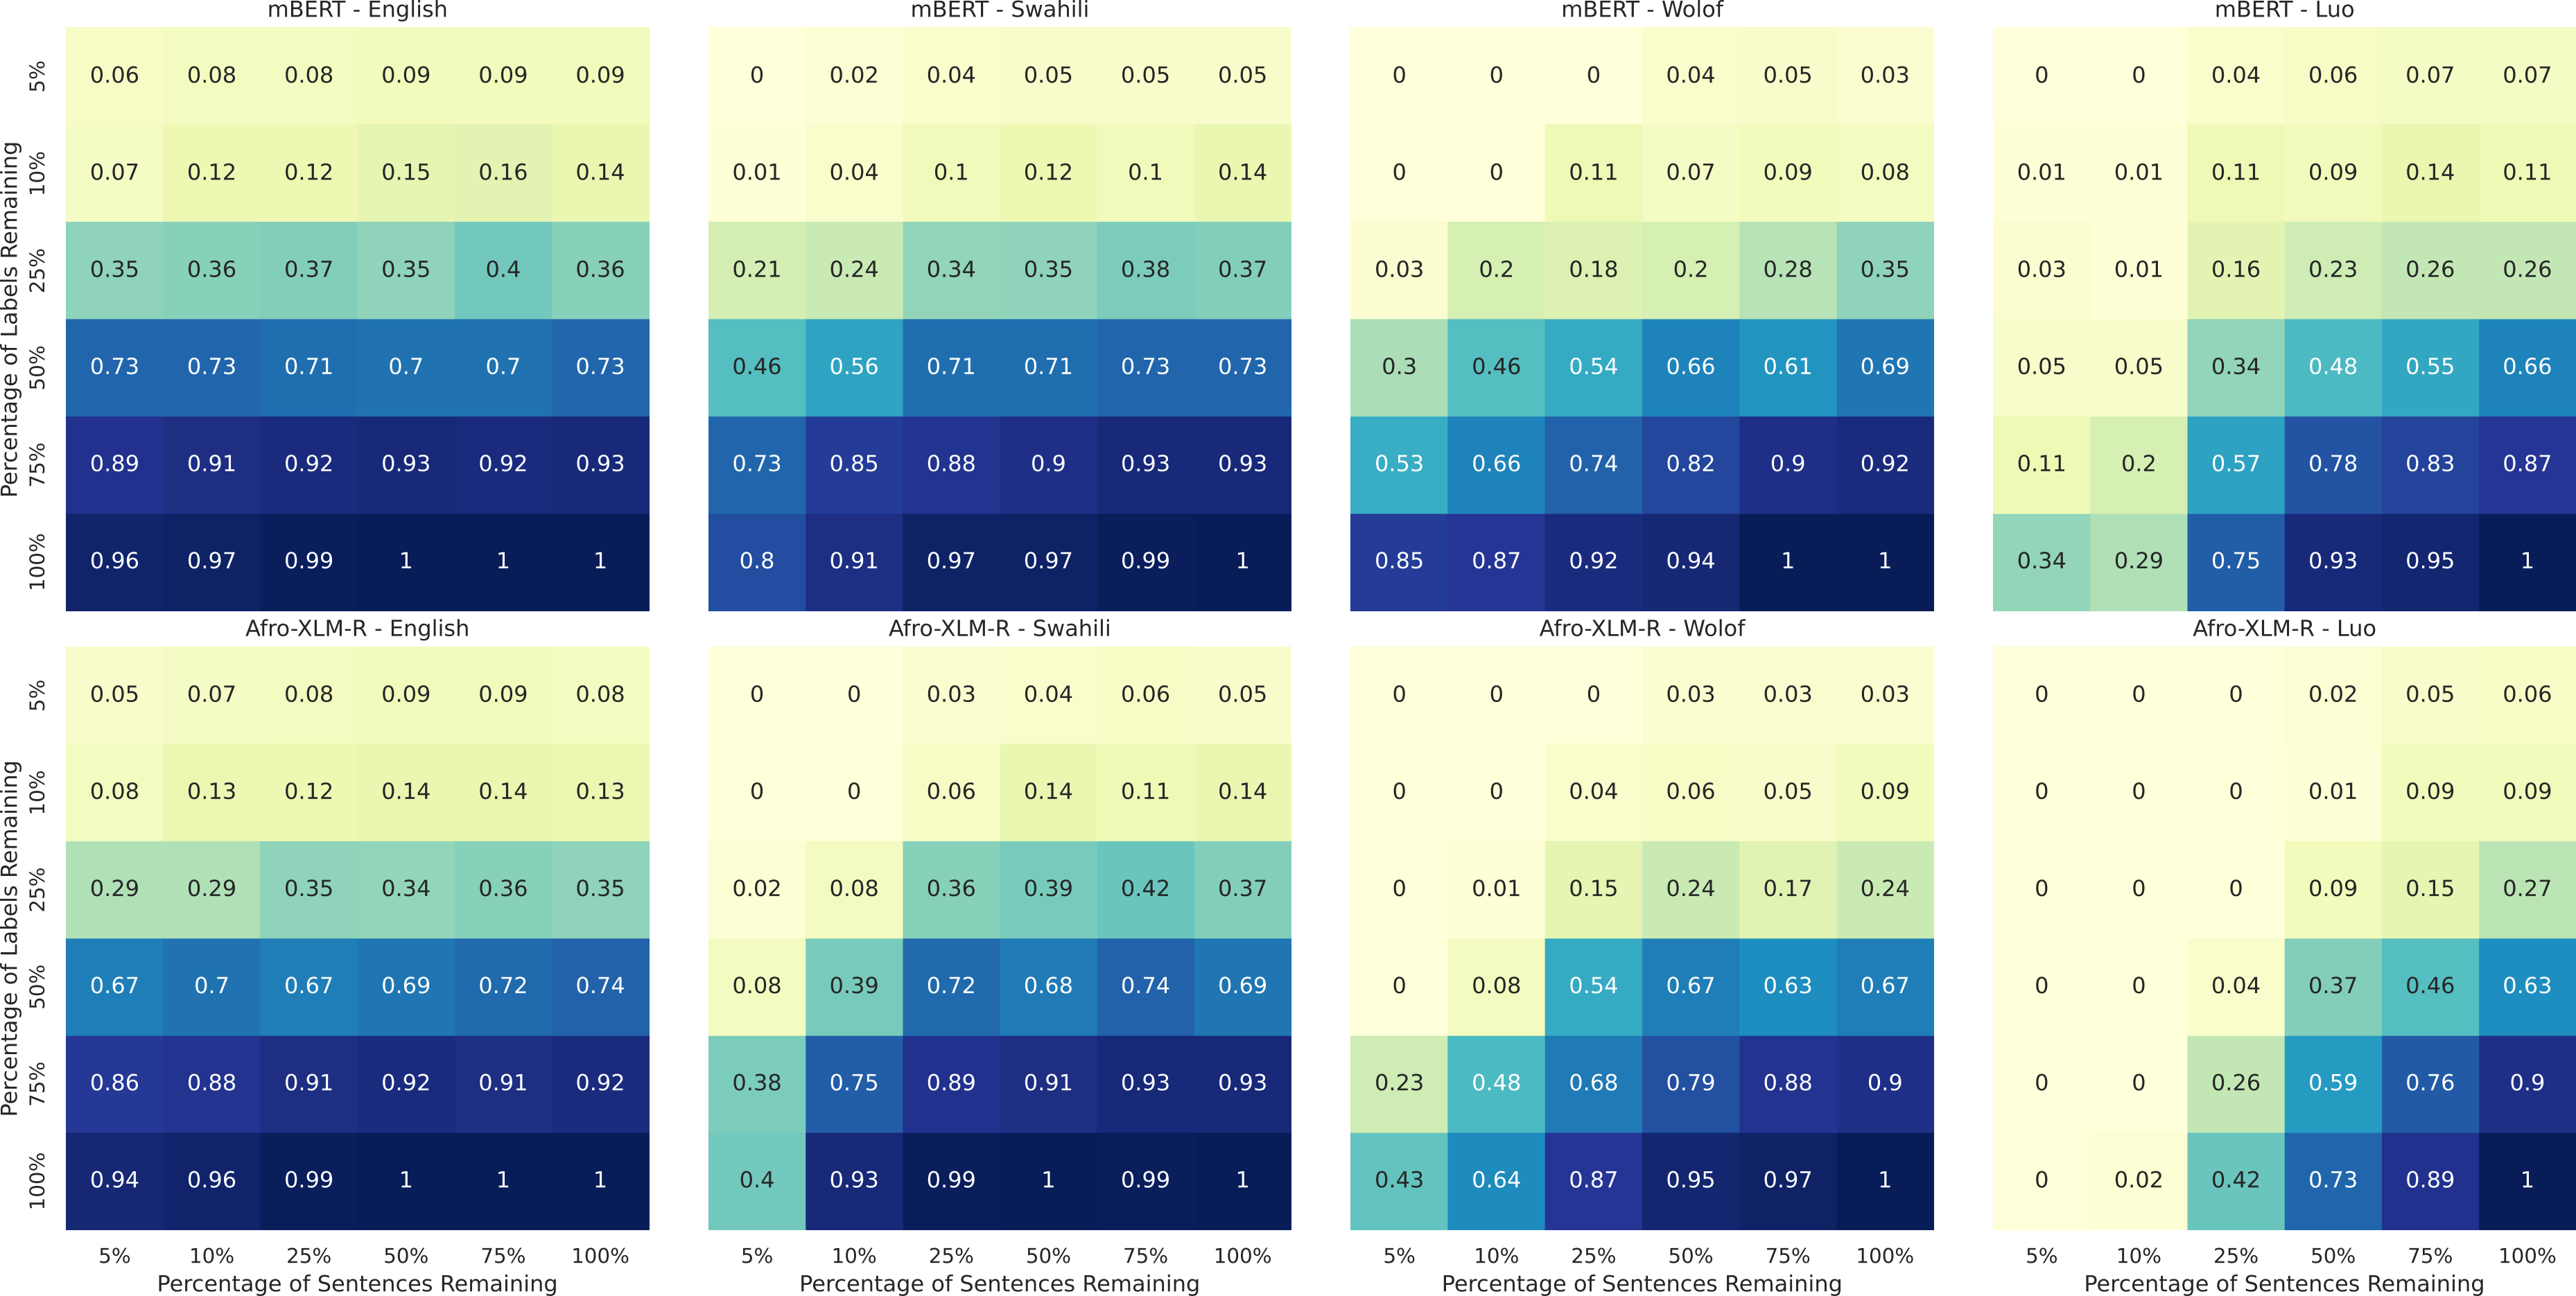 mBERT - English
mBERT - Swahili
mBERT - Wolof
mBERT - Luo
Percentage of Labels Remaining
5% 0.06 0.08 0.08 0.09 0.09 0.09 0 0.02 0.04 0.05 0.05 0.05 0 0 0 0.04 0.05 0.03 0 0 0.04 0.06 0.07 0.07
10% 0.07 0.12 0.12 0.15 0.16 0.14 0.01 0.04 0.1 0.12 0.1 0.14 0 0 0.11 0.07 0.09 0.08 0.01 0.01 0.11 0.09 0.14 0.11
25% 0.35 0.36 0.37 0.35 0.4 0.36 0.21 0.24 0.34 0.35 0.38 0.37 0.03 0.2 0.18 0.2 0.28 0.35 0.03 0.01 0.16 0.23 0.26 0.26
50% 0.73 0.73 0.71 0.7 0.7 0.73 0.46 0.56 0.71 0.71 0.73 0.73 0.3 0.46 0.54 0.66 0.61 0.69 0.05 0.05 0.34 0.48 0.55 0.66
75% 0.89 0.91 0.92 0.93 0.92 0.93 0.73 0.85 0.88 0.9 0.93 0.93 0.53 0.66 0.74 0.82 0.9 0.92 0.11 0.2 0.57 0.78 0.83 0.87
100% 0.96 0.97 0.99 1 1 1 0.8 0.91 0.97 0.97 0.99 1 0.85 0.87 0.92 0.94 1 1 0.34 0.29 0.75 0.93 0.95 1
Afro-XLM-R - English
Afro-XLM-R - Swahili
Afro-XLM-R - Wolof
Afro-XLM-R - Luo
Percentage of Labels Remaining
5% 0.05 0.07 0.08 0.09 0.09 0.08 0 0 0.03 0.04 0.06 0.05 0 0 0 0.03 0.03 0.03 0 0 0 0.02 0.05 0.06
10% 0.08 0.13 0.12 0.14 0.14 0.13 0 0 0.06 0.14 0.11 0.14 0 0 0.04 0.06 0.05 0.09 0 0 0 0.01 0.09 0.09
25% 0.29 0.29 0.35 0.34 0.36 0.35 0.02 0.08 0.36 0.39 0.42 0.37 0 0.01 0.15 0.24 0.17 0.24 0 0 0 0.09 0.15 0.27
50% 0.67 0.7 0.67 0.69 0.72 0.74 0.08 0.39 0.72 0.68 0.74 0.69 0 0.08 0.54 0.67 0.63 0.67 0 0 0.04 0.37 0.46 0.63
75% 0.86 0.88 0.91 0.92 0.91 0.92 0.38 0.75 0.89 0.91 0.93 0.93 0.23 0.48 0.68 0.79 0.88 0.9 0 0 0.26 0.59 0.76 0.9
100% 0.94 0.96 0.99 1 1 1 0.4 0.93 0.99 1 0.99 1 0.43 0.64 0.87 0.95 0.97 1 0 0.02 0.42 0.73 0.89 1
5% 10% 25% 50% 75% 100% 5% 10% 25% 50% 75% 100% 5% 10% 25% 50% 75% 100% 5% 10% 25% 50% 75% 100%
Percentage of Sentences Remaining
Percentage of Sentences Remaining
Percentage of Sentences Remaining
Percentage of Sentences Remaining